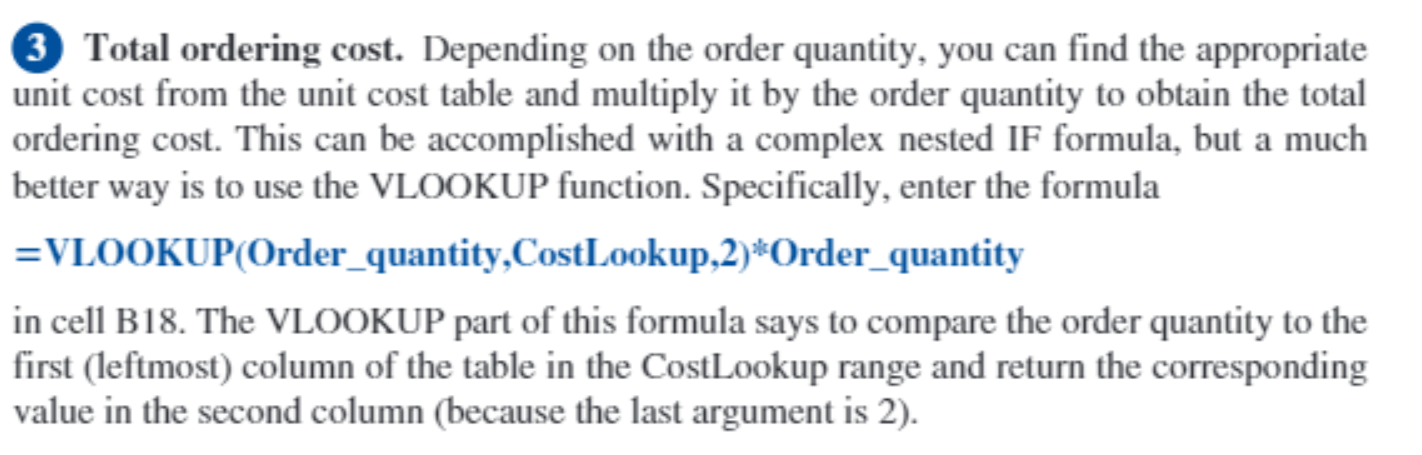 3 Total ordering cost. Depending on the order quantity, you can find the appropriate
unit cost from the unit cost table and multiply it by the order quantity to obtain the total
ordering cost. This can be accomplished with a complex nested IF formula, but a much
better way is to use the VLOOKUP function. Specifically, enter the formula
=VLOOKUP(Order_quantity,CostLookup,2)*Order_quantity
in cell B18. The VLOOKUP part of this formula says to compare the order quantity to the
first (leftmost) column of the table in the CostLookup range and return the corresponding
value in the second column (because the last argument is 2).